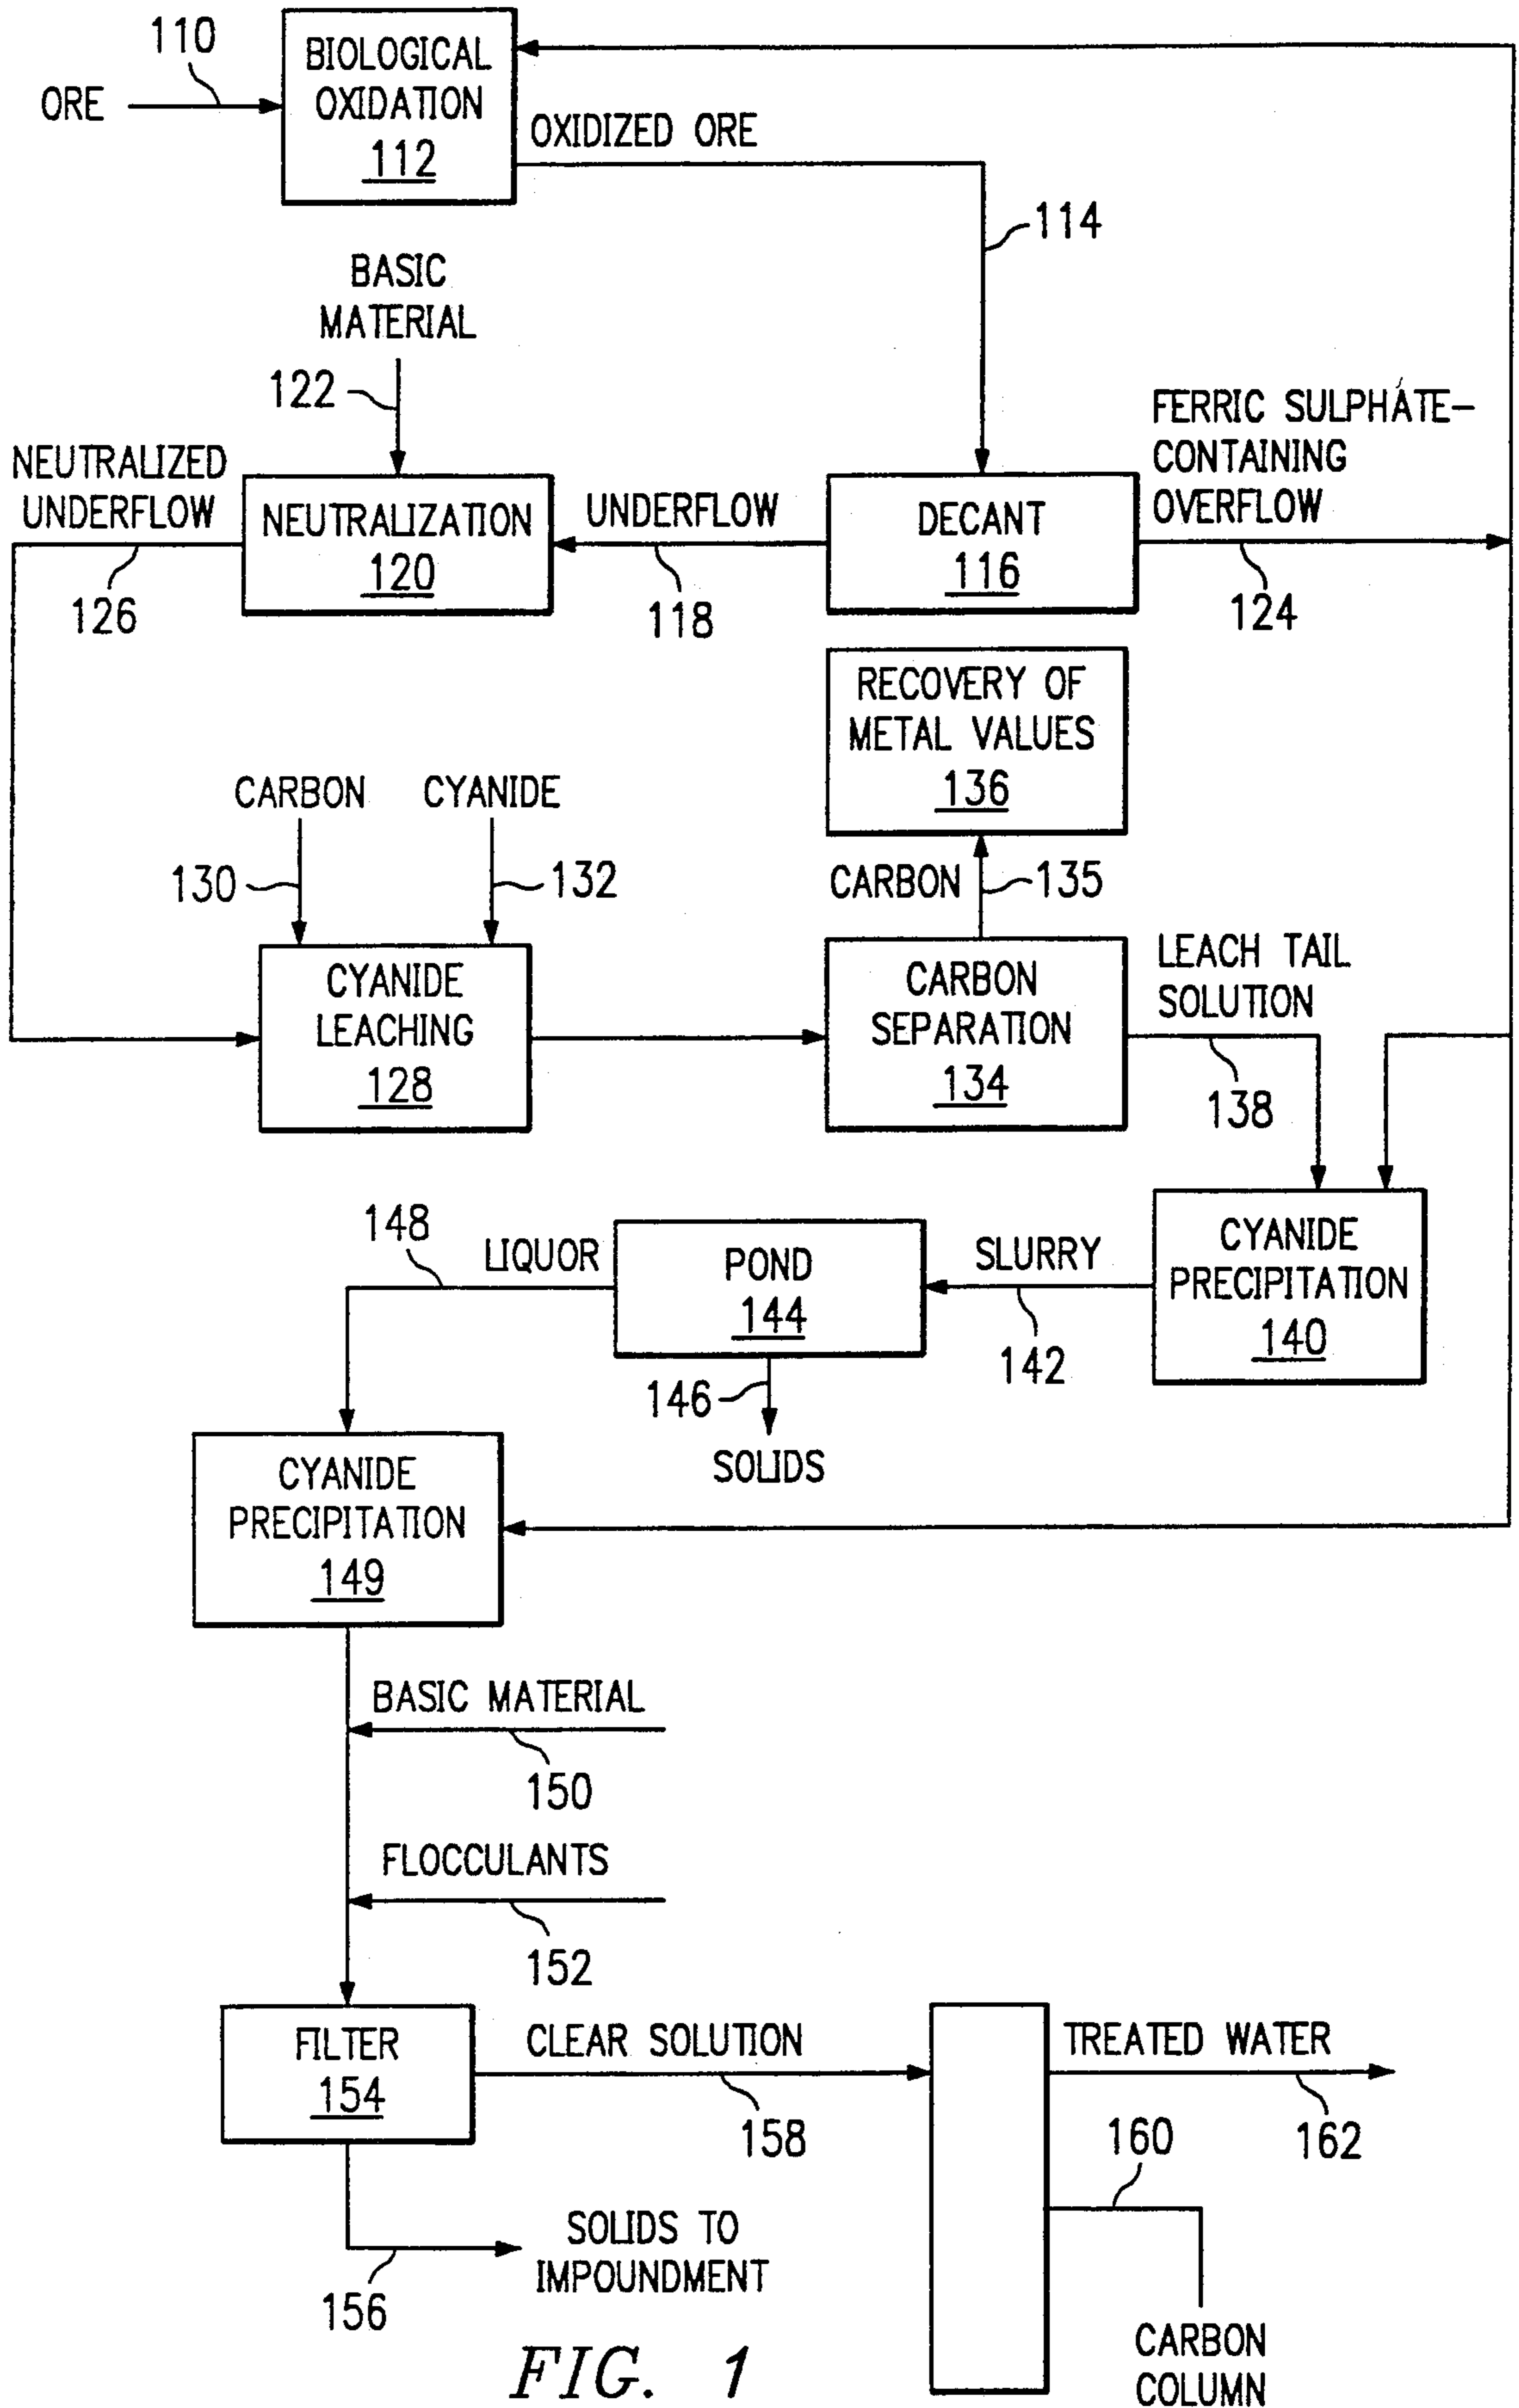 110
ORE
BIOLOGICAL
OXIDATION
112
OXIDIZED ORE
114
BASIC
MATERIAL
122
NEUTRALIZED
UNDERFLOW
126
NEUTRALIZATION
120
UNDERFLOW
118
DECANT
116
FERRIC SULPHATE-
CONTAINING
OVERFLOW
124
RECOVERY OF
METAL VALUES
136
CARBON
135
CARBON
130
CYANIDE
132
CYANIDE
LEACHING
128
CARBON
SEPARATION
134
LEACH TAIL
SOLUTION
138
CYANIDE
PRECIPITATION
140
SLURRY
142
POND
144
146
SOLIDS
LIQUOR
148
CYANIDE
PRECIPITATION
149
BASIC MATERIAL
150
FLOCCULANTS
152
FILTER
154
CLEAR SOLUTION
158
TREATED WATER
162
160
CARBON
COLUMN
SOLIDS TO
IMPOUNDMENT
156
FIG. 1